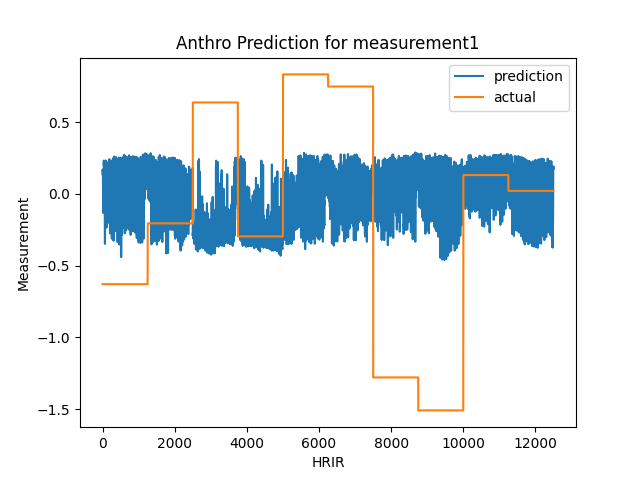 Anthro Prediction for measurement1
prediction
actual
0.5
0.0
−0.5
−1.0
−1.5
Measurement
0
2000
4000
6000
8000
10000
12000
HRIR